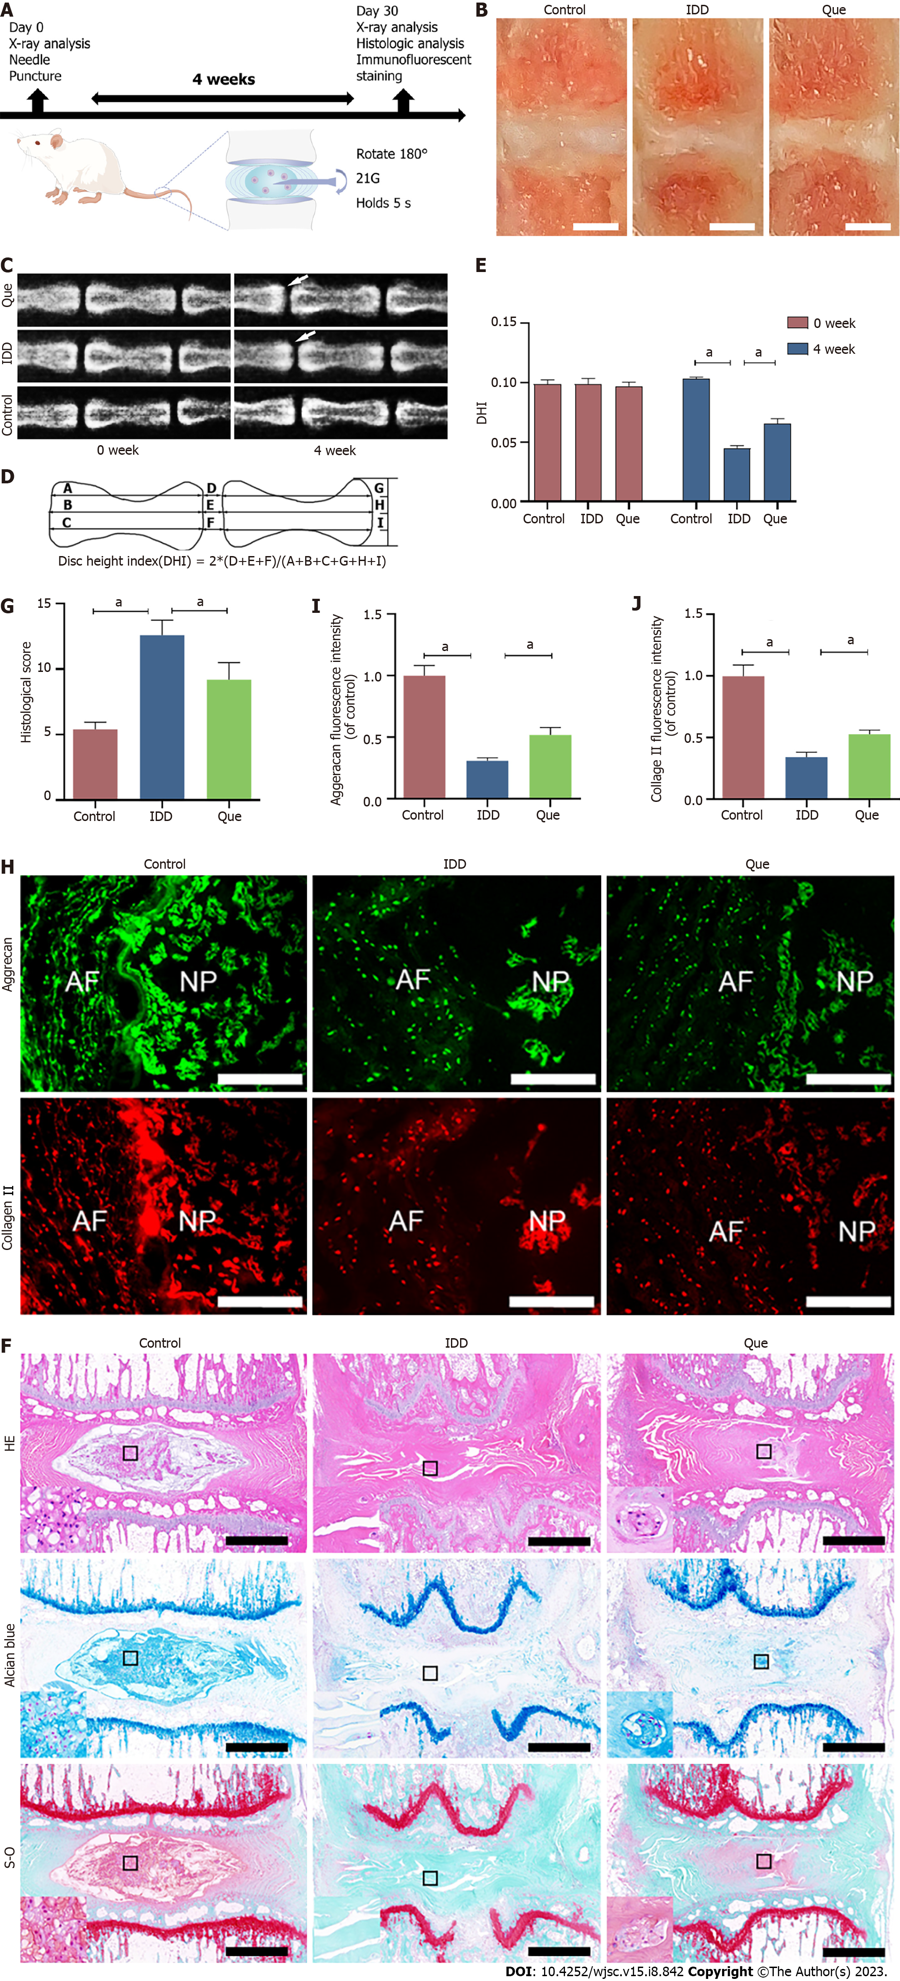 A
Day 0
X-ray analysis
Needle
Puncture
4 weeks
Day 30
X-ray analysis
Histologic analysis
Immunofluorescent
staining
Rotate 180°
21G
Holds 5 s
B
Control
IDD
Que
C
Que
IDD
Control
0 week
4 week
D
A
B
C
D
E
F
G
H
I
Disc height index(DHI) = 2*(D+E+F)/(A+B+C+G+H+I)
E
0.15
0.10
0.05
0.00
DHI
0 week
4 week
a
a
Control
IDD
Que
Control
IDD
Que
G
15
10
5
0
Histological score
a
a
Control
IDD
Que
I
1.5
1.0
0.5
0.0
Aggeracan fluorescence intensity
(of control)
a
a
Control
IDD
Que
J
1.5
1.0
0.5
0.0
Collage II fluorescence intensity
(of control)
a
a
Control
IDD
Que
H
Control
IDD
Que
Aggrecan
AF
NP
AF
NP
AF
NP
Collagen II
AF
NP
AF
NP
AF
NP
F
Control
IDD
Que
HE
Alcian blue
S-O
DOI: 10.4252/wjsc.v15.i8.842 Copyright ©The Author(s) 2023.